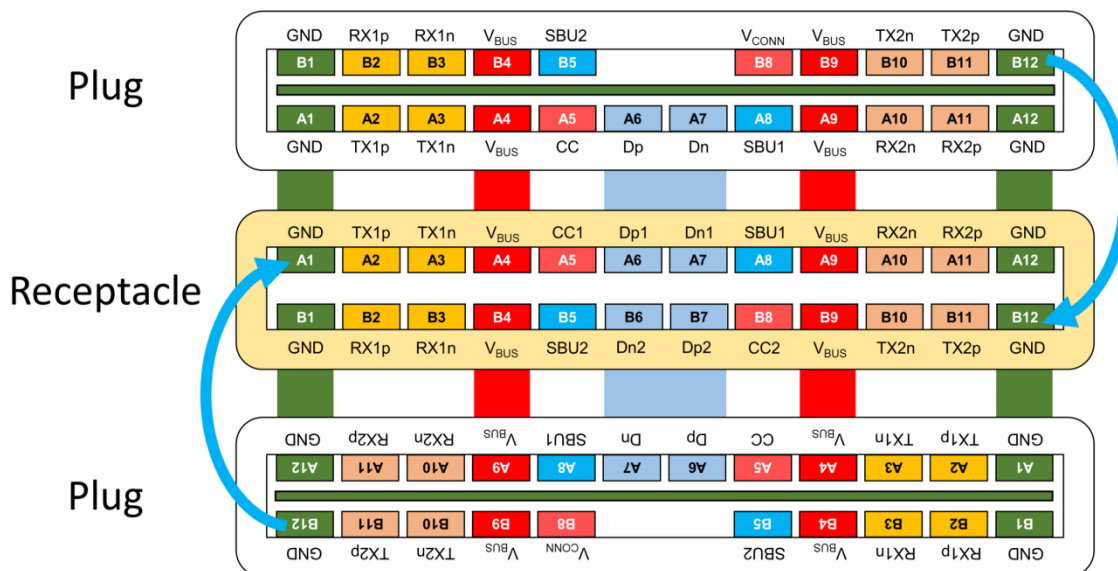 GND RX1p RX1n VBUS SBU2 VCONN VBUS TX2n TX2p GND
B1 B2 B3 B4 B5 B8 B9 B10 B11 B12
Plug
A1 A2 A3 A4 A5 A6 A7 A8 A9 A10 A11 A12
GND TX1p TX1n VBUS CC Dp Dn SBU1 VBUS RX2n RX2p GND
GND TX1p TX1n VBUS CC1 Dp1 Dn1 SBU1 VBUS RX2n RX2p GND
A1 A2 A3 A4 A5 A6 A7 A8 A9 A10 A11 A12
Receptacle
B1 B2 B3 B4 B5 B6 B7 B8 B9 B10 B11 B12
GND RX1p RX1n VBUS SBU2 Dn2 Dp2 CC2 VBUS TX2n TX2p GND
GND RX2p RX2n VBUS SBU1 Dn Dp CC VBUS TX1n TX1p GND
A12 A11 A10 A9 A8 A7 A6 A5 A4 A3 A2 A1
Plug
B12 B11 B10 B9 B8 B5 B4 B3 B2 B1
GND TX2p TX2n VBUS VCONN SBU2 VBUS RX1n RX1p GND